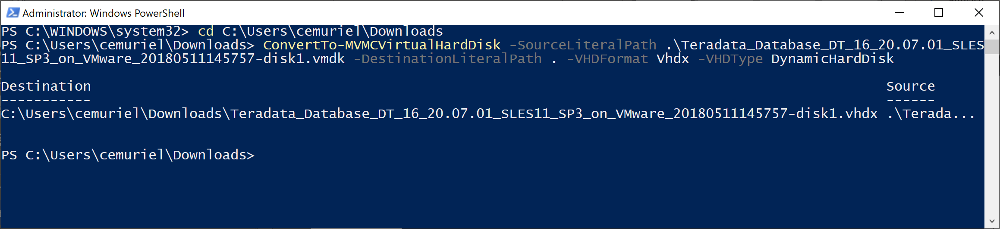 Administrator: Windows PowerShell
PS C:\WINDOWS\system32> cd C:\Users\cemuriel\Downloads
PS C:\Users\cemuriel\Downloads> ConvertTo-MVMCVirtualHardDisk -SourceLiteralPath .\Teradata_Database_DT_16_20.07.01_SLES
11_SP3_on_VMware_20180511145757-disk1.vmdk -DestinationLiteralPath . -VHDFormat Vhdx -VHDType DynamicHardDisk
Destination Source
----------- ------
C:\Users\cemuriel\Downloads\Teradata_Database_DT_16_20.07.01_SLES11_SP3_on_VMware_20180511145757-disk1.vhdx .\Terada...
PS C:\Users\cemuriel\Downloads>